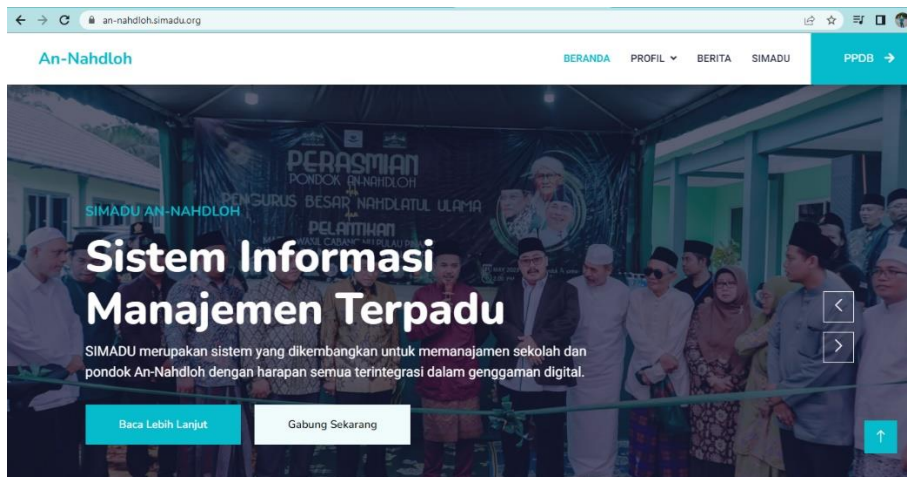 an-nahdloh.simadu.org
An-Nahdloh
BERANDA PROFIL BERITA SIMADU PPDB
PERASMIAN
PONDOK AN-NAHDLOH
PENGURUS BESAR NAHDLATUL ULAMA
PELANTIKAN
SIMADU AN-NAHDLOH
Sistem Informasi
Manajemen Terpadu
SIMADU merupakan sistem yang dikembangkan untuk memanajamen sekolah dan
pondok An-Nahdloh dengan harapan semua terintegrasi dalam genggaman digital.
Baca Lebih Lanjut Gabung Sekarang